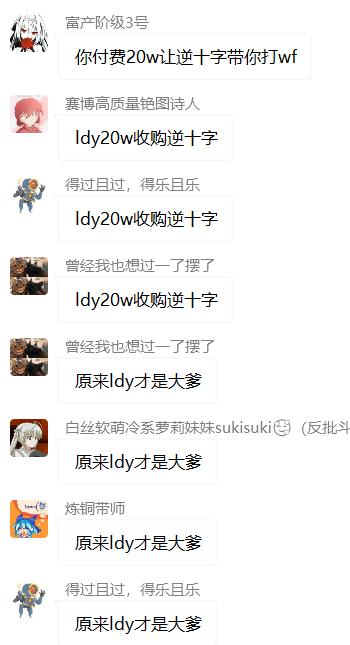 富产阶级3号
你付费20w让逆十字带你打wf
赛博高质量铯图诗人
ldy20w收购逆十字
得过且过，得乐且乐
ldy20w收购逆十字
曾经我也想过一了了摆了
ldy20w收购逆十字
曾经我也想过一了了摆了
原来ldy才是大爹
白丝软萌冷系萝莉妹妹sukisuki（反批斗
原来ldy才是大爹
炼铜带师
原来ldy才是大爹
得过且过，得乐且乐
原来ldy才是大爹